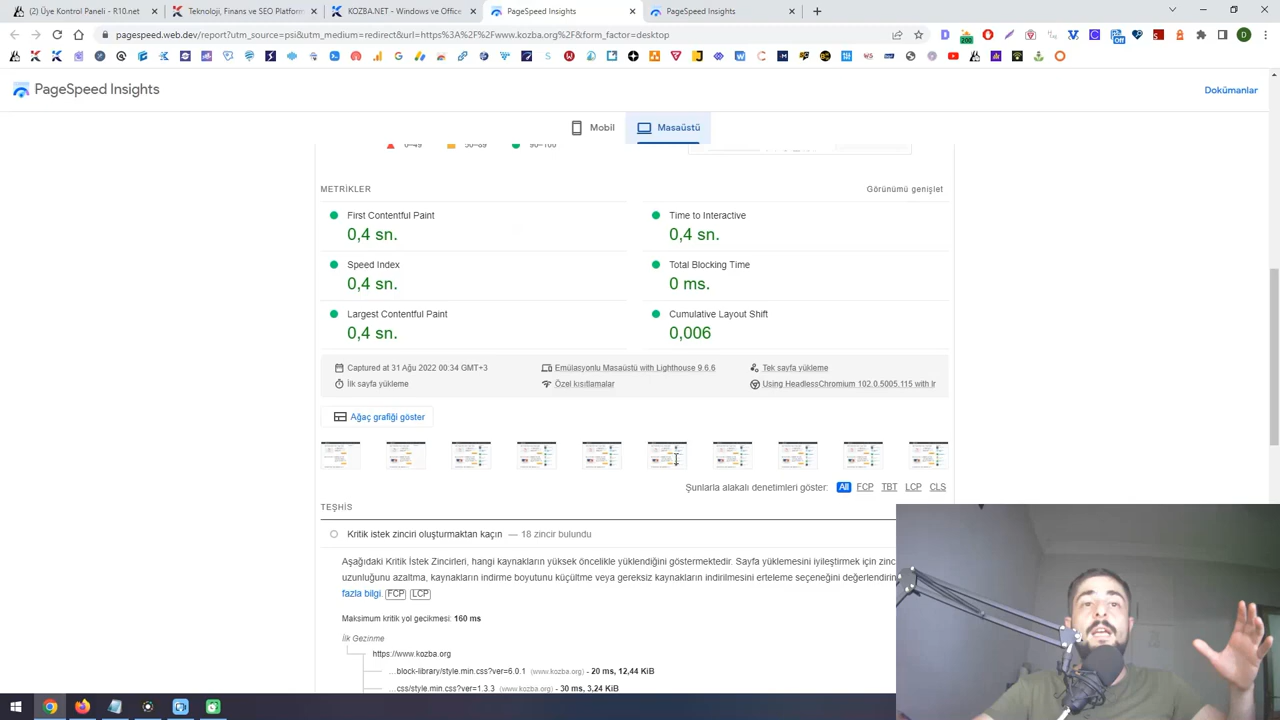 (2) Üye Kontrol Paneli - R10.net
Teknoloji, Finans ve SEO Platform
KOZBA.NET - Windows ve Office
PageSpeed Insights
PageSpeed Insights
pagespeed.web.dev/report?utm_source=psi&utm_medium=redirect&url=https%3A%2F%2Fwww.kozba.org%2F&form_factor=desktop
PageSpeed Insights
Dokümanlar
Mobil
Masaüstü
0–49
50–89
90–100
METRİKLER
Görünümü genişlet
First Contentful Paint
0,4 sn.
Time to Interactive
0,4 sn.
Speed Index
0,4 sn.
Total Blocking Time
0 ms.
Largest Contentful Paint
0,4 sn.
Cumulative Layout Shift
0,006
Captured at 31 Ağu 2022 00:34 GMT+3
Emülasyonlu Masaüstü with Lighthouse 9.6.6
Tek sayfa yükleme
İlk sayfa yükleme
Özel kısıtlamalar
Using HeadlessChromium 102.0.5005.115 with lr
Ağaç grafiği göster
Şunlarla alakalı denetimleri göster: All FCP TBT LCP CLS
TEŞHİS
Kritik istek zinciri oluşturmaktan kaçın — 18 zincir bulundu
Aşağıdaki Kritik İstek Zincirleri, hangi kaynakların yüksek öncelikle yüklendiğini göstermektedir. Sayfa yüklemesini iyileştirmek için zinc
uzunluğunu azaltma, kaynakların indirme boyutunu küçültme veya gereksiz kaynakların indirilmesini erteleme seçeneğini değerlendirin
fazla bilgi. FCP LCP
Maksimum kritik yol gecikmesi: 160 ms
İlk Gezinme
https://www.kozba.org
…block-library/style.min.css?ver=6.0.1 (www.kozba.org) - 20 ms, 12,44 KiB
…css/style.min.css?ver=1.3.3 (www.kozba.org) - 30 ms, 3,24 KiB